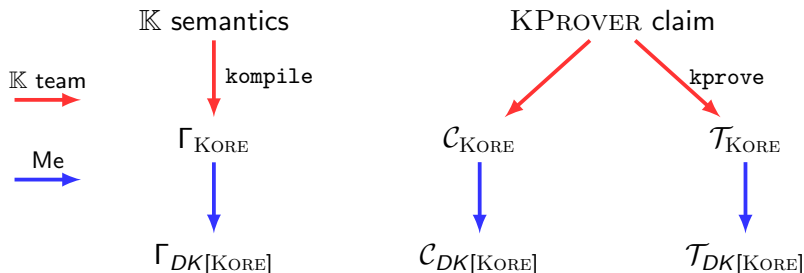 𝕂 semantics
KProver claim
𝕂 team
kompile
kprove
Γ_Kore
𝒞_Kore
𝒯_Kore
Me
Γ_DK[Kore]
𝒞_DK[Kore]
𝒯_DK[Kore]